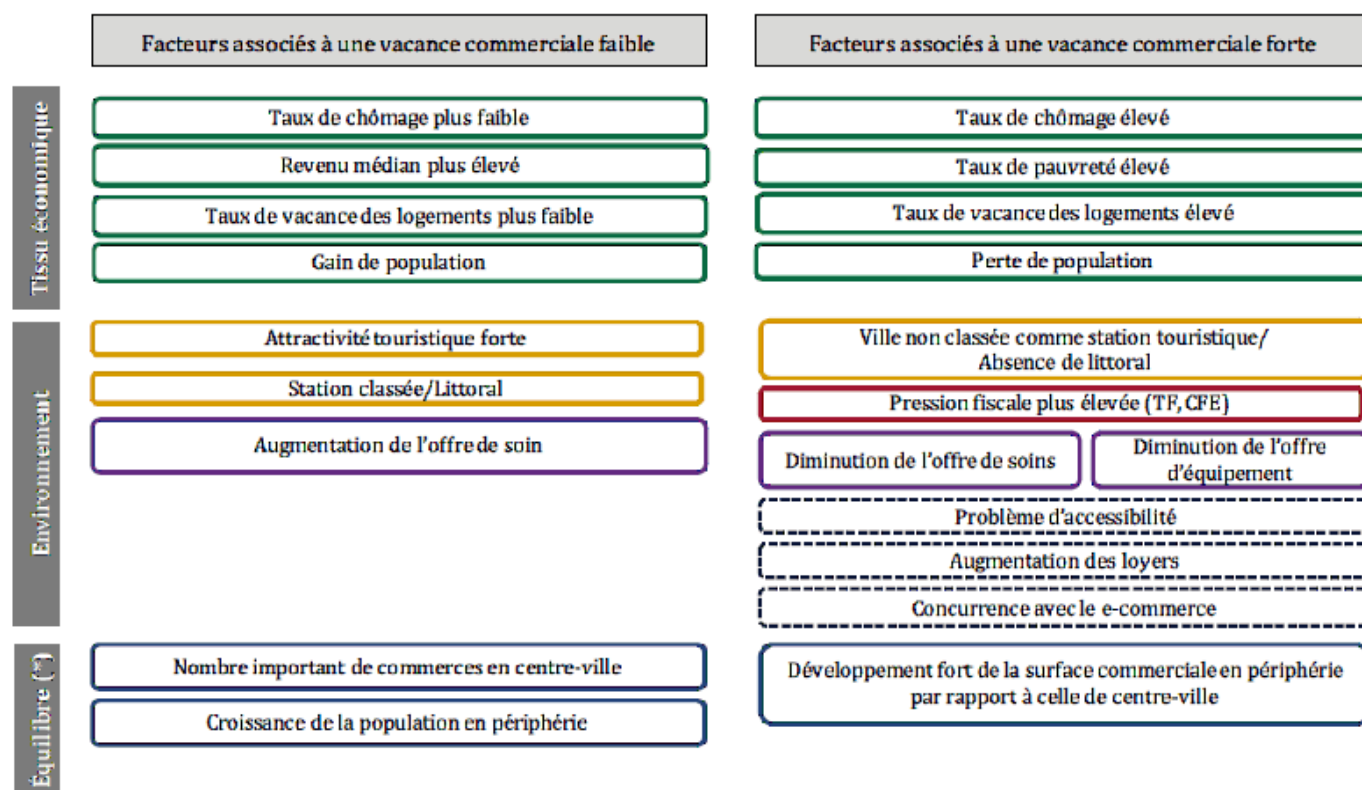 Facteurs associés à une vacance commerciale faible
Facteurs associés à une vacance commerciale forte
Tissu économique
Taux de chômage plus faible
Taux de chômage élevé
Revenu médian plus élevé
Taux de pauvreté élevé
Taux de vacance des logements plus faible
Taux de vacance des logements élevé
Gain de population
Perte de population
Environnement
Attractivité touristique forte
Ville non classée comme station touristique/
Absence de littoral
Station classée/Littoral
Pression fiscale plus élevée (TF, CFE)
Augmentation de l'offre de soin
Diminution de l'offre de soins
Diminution de l'offre
d'équipement
Problème d'accessibilité
Augmentation des loyers
Concurrence avec le e-commerce
Équilibre (*)
Nombre important de commerces en centre-ville
Développement fort de la surface commerciale en périphérie
par rapport à celle de centre-ville
Croissance de la population en périphérie